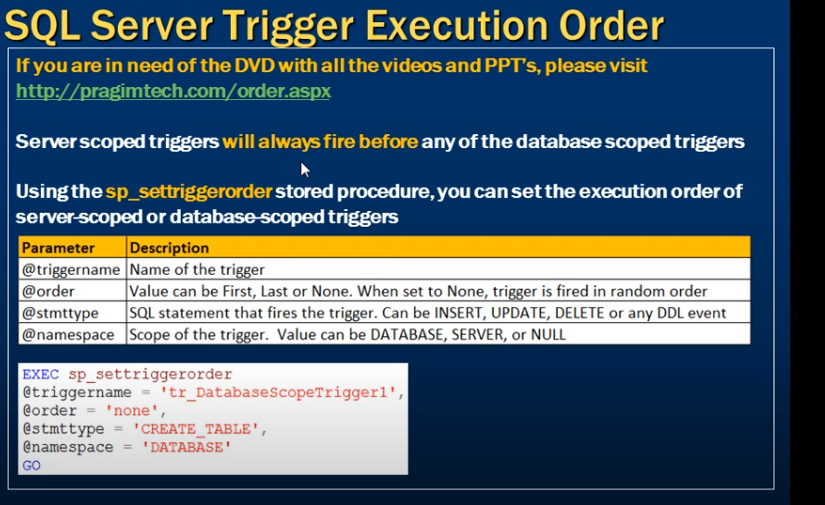 SQL Server Trigger Execution Order
If you are in need of the DVD with all the videos and PPT's, please visit
http://pragimtech.com/order.aspx
Server scoped triggers will always fire before any of the database scoped triggers
Using the sp_settriggerorder stored procedure, you can set the execution order of
server-scoped or database-scoped triggers
Parameter Description
@triggername Name of the trigger
@order Value can be First, Last or None. When set to None, trigger is fired in random order
@stmttype SQL statement that fires the trigger. Can be INSERT, UPDATE, DELETE or any DDL event
@namespace Scope of the trigger.  Value can be DATABASE, SERVER, or NULL
EXEC sp_settriggerorder
@triggername = 'tr_DatabaseScopeTrigger1',
@order = 'none',
@stmttype = 'CREATE_TABLE',
@namespace = 'DATABASE'
GO